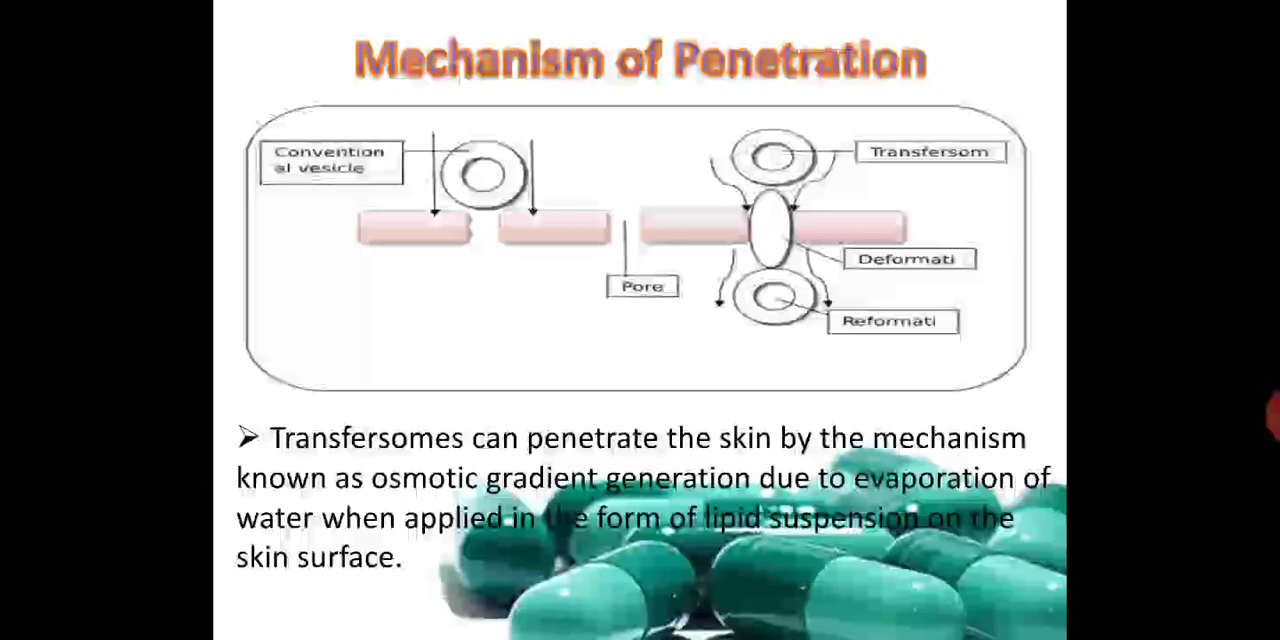 Mechanism of Penetration
Convention
al vesicle
Transfersom
Deformati
Pore
Reformati
➢ Transfersomes can penetrate the skin by the mechanism
known as osmotic gradient generation due to evaporation of
water when applied in the form of lipid suspension on the
skin surface.